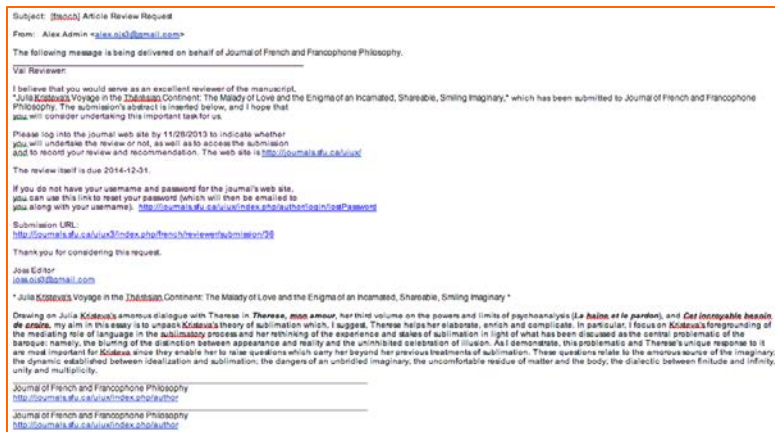 Subject: [french] Article Review Request
From: Alex Admin <alex.ojs3@gmail.com>
The following message is being delivered on behalf of Journal of French and Francophone Philosophy.
Val Reviewer:
I believe that you would serve as an excellent reviewer of the manuscript,
"Julia Kristeva's Voyage in the Thérèsian Continent: The Malady of Love and the Enigma of an Incarnated, Shareable, Smiling Imaginary," which has been submitted to Journal of French and Francophone
Philosophy. The submission's abstract is inserted below, and I hope that
you will consider undertaking this important task for us.
Please log into the journal web site by 11/28/2013 to indicate whether
you will undertake the review or not, as well as to access the submission
and to record your review and recommendation. The web site is http://journals.sfu.ca/uiux/
The review itself is due 2014-12-31.
If you do not have your username and password for the journal's web site,
you can use this link to reset your password (which will then be emailed to
you along with your username). http://journals.sfu.ca/uiux/index.php/author/login/lostPassword
Submission URL:
http://journals.sfu.ca/uiux3/index.php/french/reviewer/submission/36
Thank you for considering this request.
Joss Editor
joss.ojs3@gmail.com
" Julia Kristeva's Voyage in the Thérèsian Continent: The Malady of Love and the Enigma of an Incarnated, Shareable, Smiling Imaginary "
Drawing on Julia Kristeva's amorous dialogue with Therese in Therese, mon amour, her third volume on the powers and limits of psychoanalysis (La haine et le pardon), and Cet incroyable besoin
de croire, my aim in this essay is to unpack Kristeva's theory of sublimation which, I suggest, Therese helps her elaborate, enrich and complicate. In particular, I focus on Kristeva's foregrounding of
the mediating role of language in the sublimatory process and her rethinking of the experience and stakes of sublimation in light of what has been discussed as the central problematic of the
baroque: namely, the blurring of the distinction between appearance and reality and the uninhibited celebration of illusion. As I demonstrate, this problematic and Therese's unique response to it
are most important for Kristeva since they enable her to raise questions which carry her beyond her previous treatments of sublimation. These questions relate to the amorous source of the imaginary;
the dynamic established between idealization and sublimation; the dangers of an unbridled imaginary, the uncomfortable residue of matter and the body; the dialectic between finitude and infinity,
unity and multiplicity.
Journal of French and Francophone Philosophy
http://journals.sfu.ca/uiux/index.php/author
Journal of French and Francophone Philosophy
http://journals.sfu.ca/uiux/index.php/author